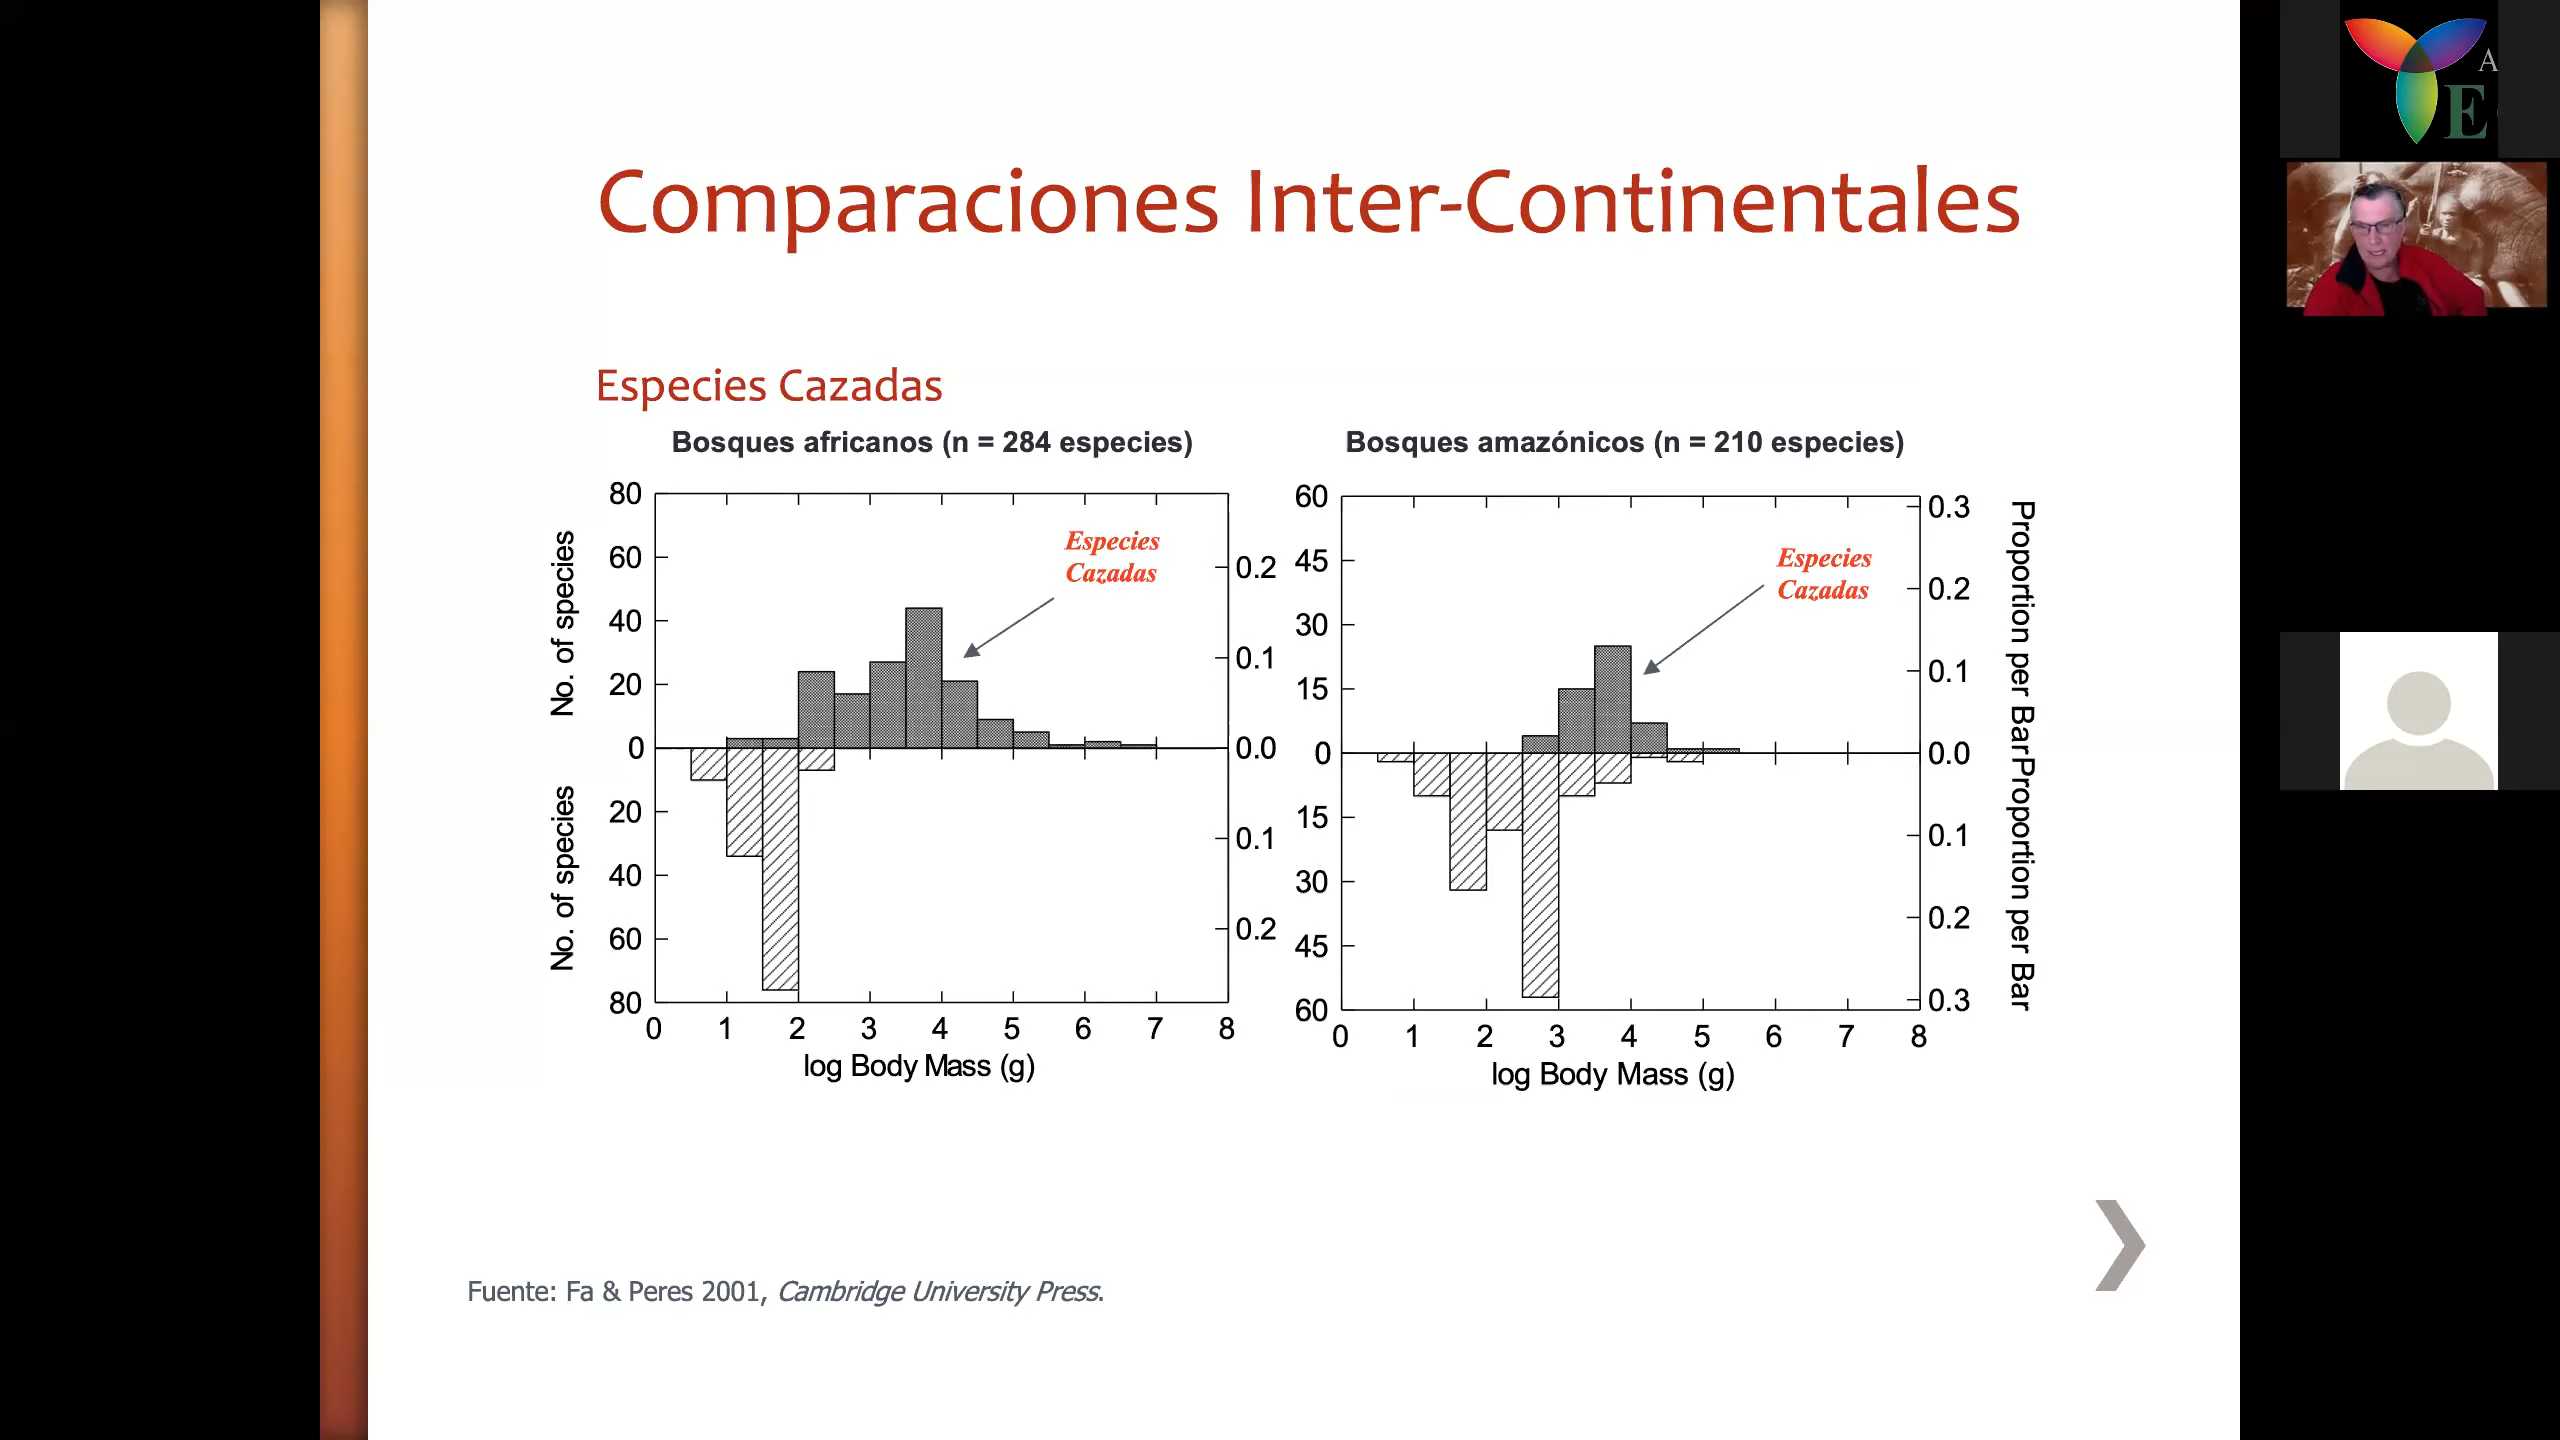 Comparaciones Inter-Continentales
Especies Cazadas
Bosques africanos (n = 284 especies)
80
60
40
20
0
20
40
60
80
No. of species
No. of species
0.2
0.1
0.0
0.1
0.2
Especies
Cazadas
0 1 2 3 4 5 6 7 8
log Body Mass (g)
Bosques amazónicos (n = 210 especies)
60
45
30
15
0
15
30
45
60
0.3
0.2
0.1
0.0
0.1
0.2
0.3
Proportion per Bar
Proportion per Bar
Especies
Cazadas
0 1 2 3 4 5 6 7 8
log Body Mass (g)
Fuente: Fa & Peres 2001, Cambridge University Press.
A
E